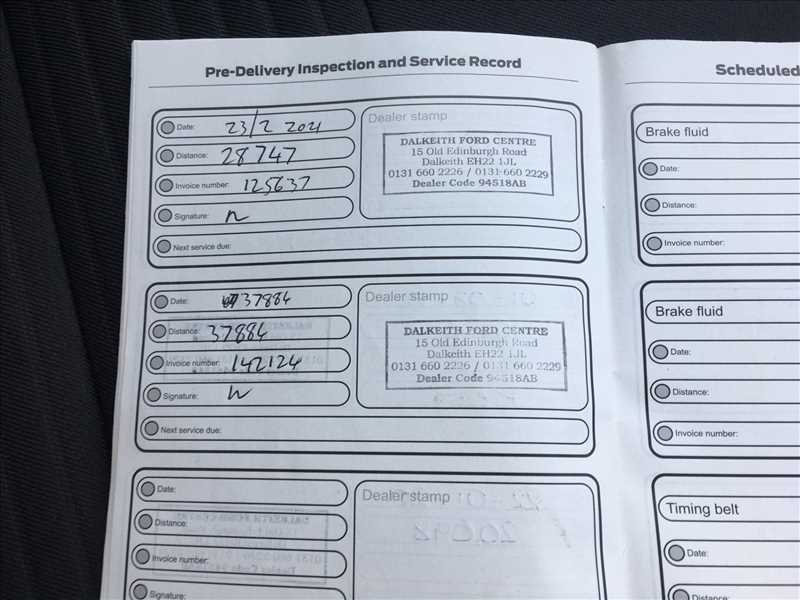 Pre-Delivery Inspection and Service Record
Date: 23/2 2021
Distance: 28747
Invoice number: 125637
Signature:
Next service due:
Dealer stamp
DALKEITH FORD CENTRE
15 Old Edinburgh Road
Dalkeith EH22 1JL
0131 660 2226 / 0131 660 2229
Dealer Code 94518AB
Date: 37884
Distance: 37884
Invoice number: 142124
Signature:
Next service due:
Dealer stamp
DALKEITH FORD CENTRE
15 Old Edinburgh Road
Dalkeith EH22 1JL
0131 660 2226 / 0131 660 2229
Dealer Code 94518AB
Date:
Distance:
Invoice number:
Signature:
Dealer stamp
Scheduled
Brake fluid
Date:
Distance:
Invoice number:
Brake fluid
Date:
Distance:
Invoice number:
Timing belt
Date:
Distance: